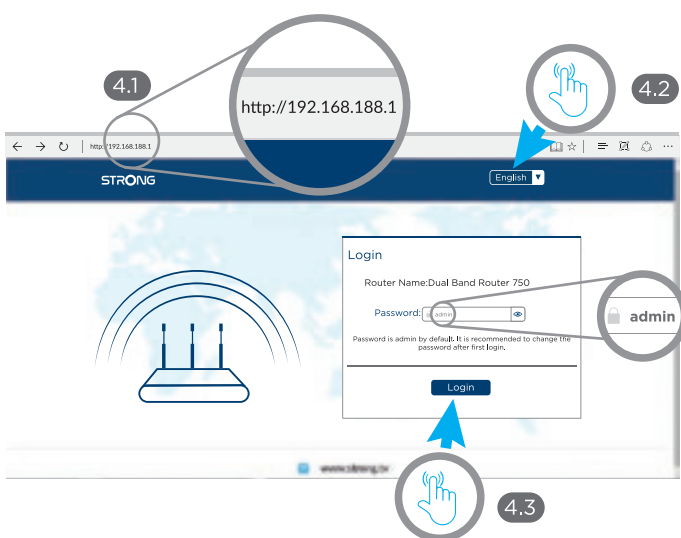 4.1
http://192.168.188.1
4.2
http://192.168.188.1
STRONG
English
Login
Router Name:Dual Band Router 750
Password: admin
admin
Password is admin by default. It is recommended to change the
password after first login.
Login
www.strong.tv
4.3